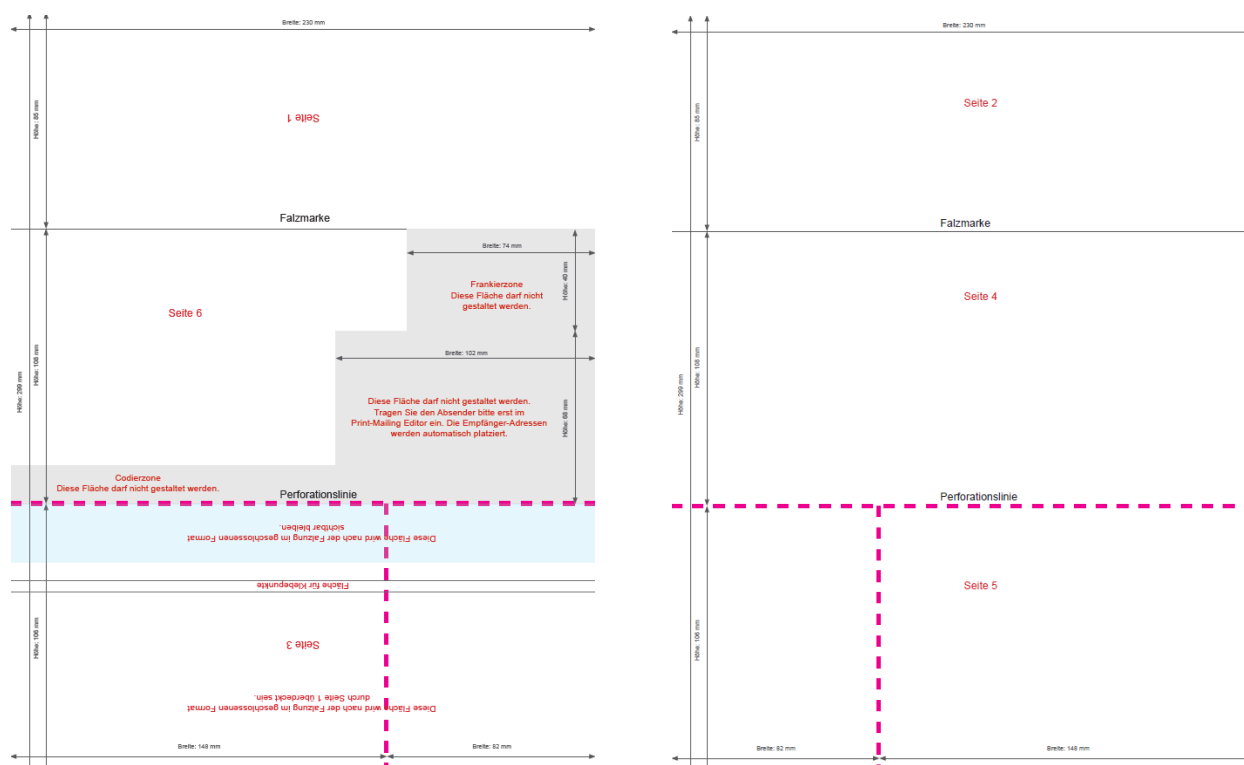 Breite: 230 mm
Höhe: 85 mm
Seite 1
Falzmarke
Breite: 74 mm
Höhe: 40 mm
Frankierzone
Diese Fläche darf nicht
gestaltet werden.
Seite 6
Breite: 102 mm
Höhe: 108 mm
Höhe: 299 mm
Höhe: 68 mm
Diese Fläche darf nicht gestaltet werden.
Tragen Sie den Absender bitte erst im
Print-Mailing Editor ein. Die Empfänger-Adressen
werden automatisch platziert.
Codierzone
Diese Fläche darf nicht gestaltet werden.
Perforationslinie
Diese Fläche wird nach der Falzung im geschlossenen Format
sichtbar bleiben.
Fläche für Klebepunkte
Höhe: 106 mm
Seite 3
Diese Fläche wird nach der Falzung im geschlossenen Format
durch Seite 1 überdeckt sein.
Breite: 148 mm
Breite: 82 mm
Breite: 230 mm
Höhe: 85 mm
Seite 2
Falzmarke
Seite 4
Höhe: 108 mm
Höhe: 299 mm
Perforationslinie
Seite 5
Höhe: 106 mm
Breite: 82 mm
Breite: 148 mm